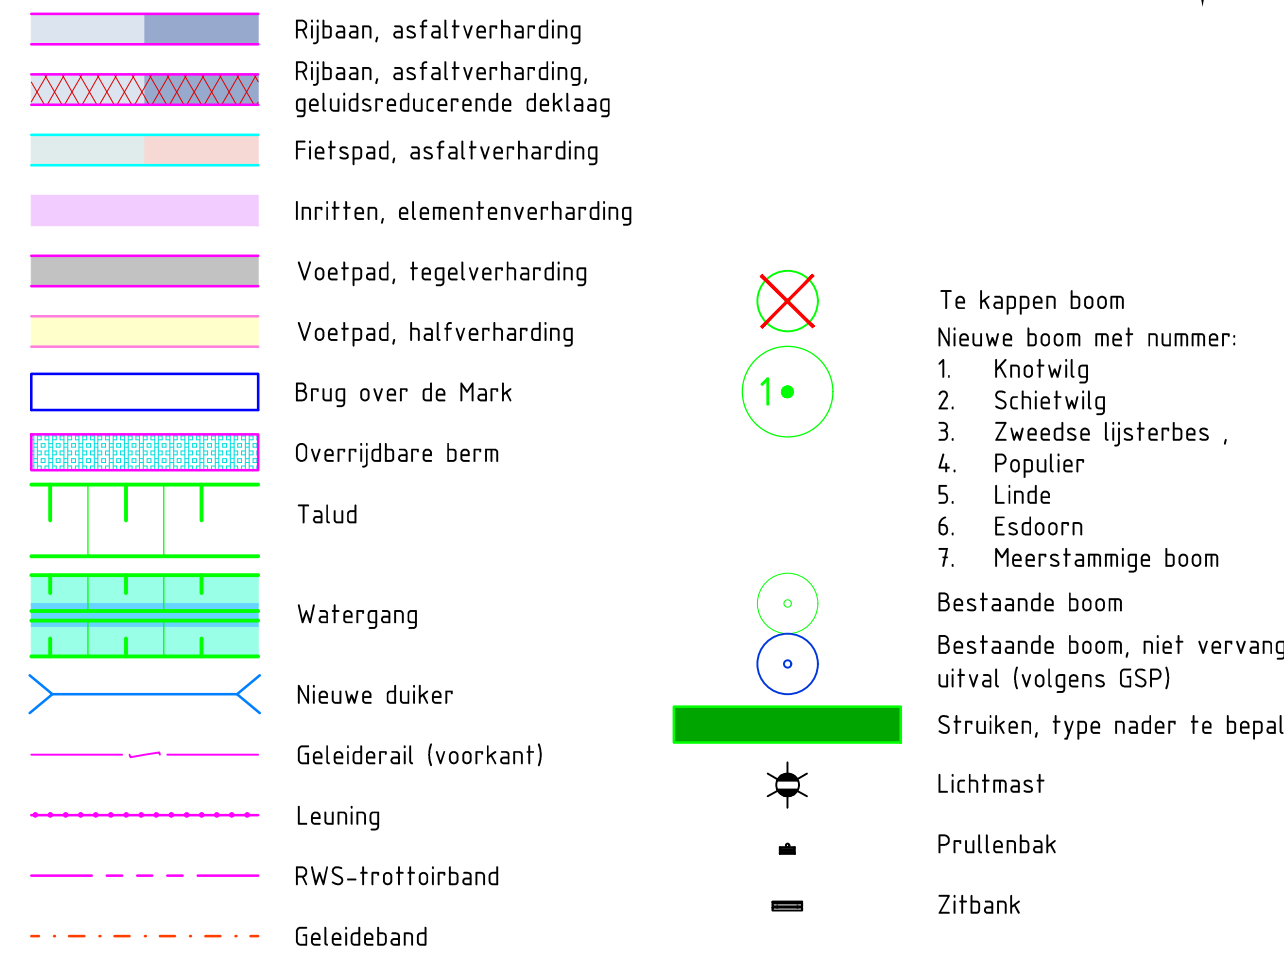 Rijbaan, asfaltverharding
Rijbaan, asfaltverharding,
geluidsreducerende deklaag
Fietspad, asfaltverharding
Inritten, elementenverharding
Voetpad, tegelverharding
Voetpad, halfverharding
Brug over de Mark
Overrijdbare berm
Talud
Watergang
Nieuwe duiker
Geleiderail (voorkant)
Leuning
RWS-trottoirband
Geleideband
Te kappen boom
1
Nieuwe boom met nummer:
1. Knotwilg
2. Schietwilg
3. Zweedse lijsterbes ,
4. Populier
5. Linde
6. Esdoorn
7. Meerstammige boom
Bestaande boom
Bestaande boom, niet vervang
uitval (volgens GSP)
Struiken, type nader te bepal
Lichtmast
Prullenbak
Zitbank